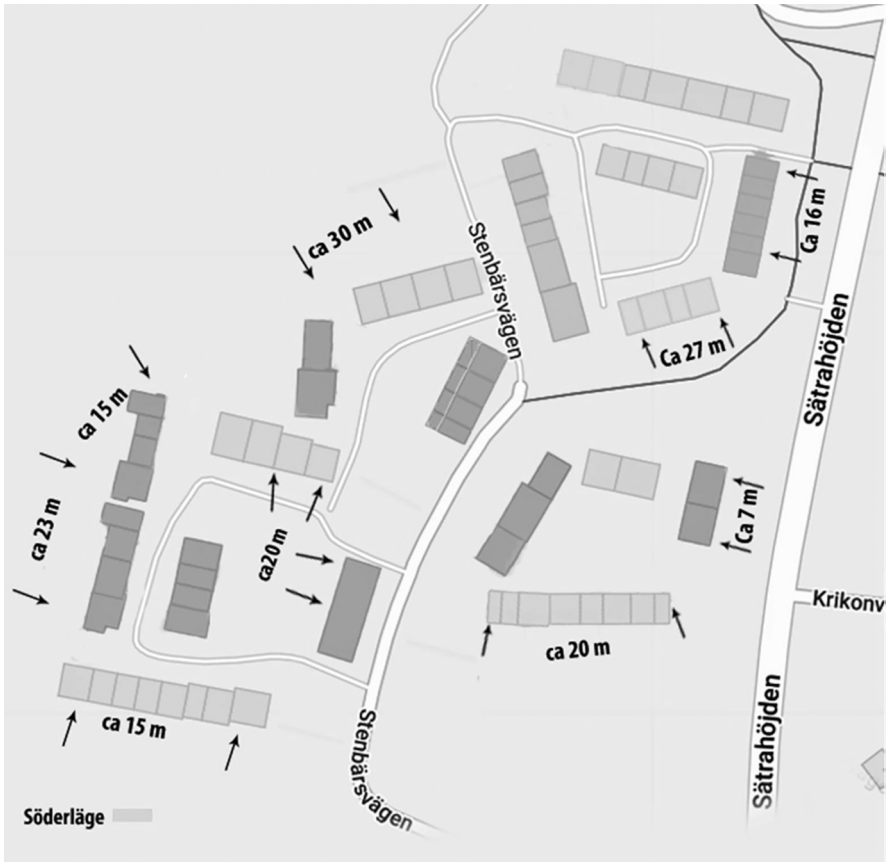 ca 30 m
Stenbärsvägen
Ca 16 m
Ca 27 m
Sätrahöjden
ca 15 m
ca 23 m
ca20m
Ca 7 m
Krikonv
ca 20 m
ca 15 m
Stenbärsvägen
Sätrahöjden
Söderläge